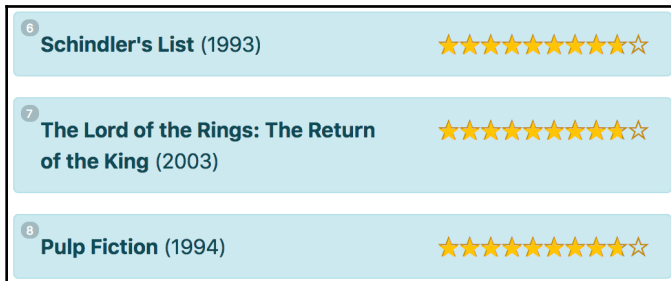 6
Schindler's List (1993)
7
The Lord of the Rings: The Return
of the King (2003)
8
Pulp Fiction (1994)